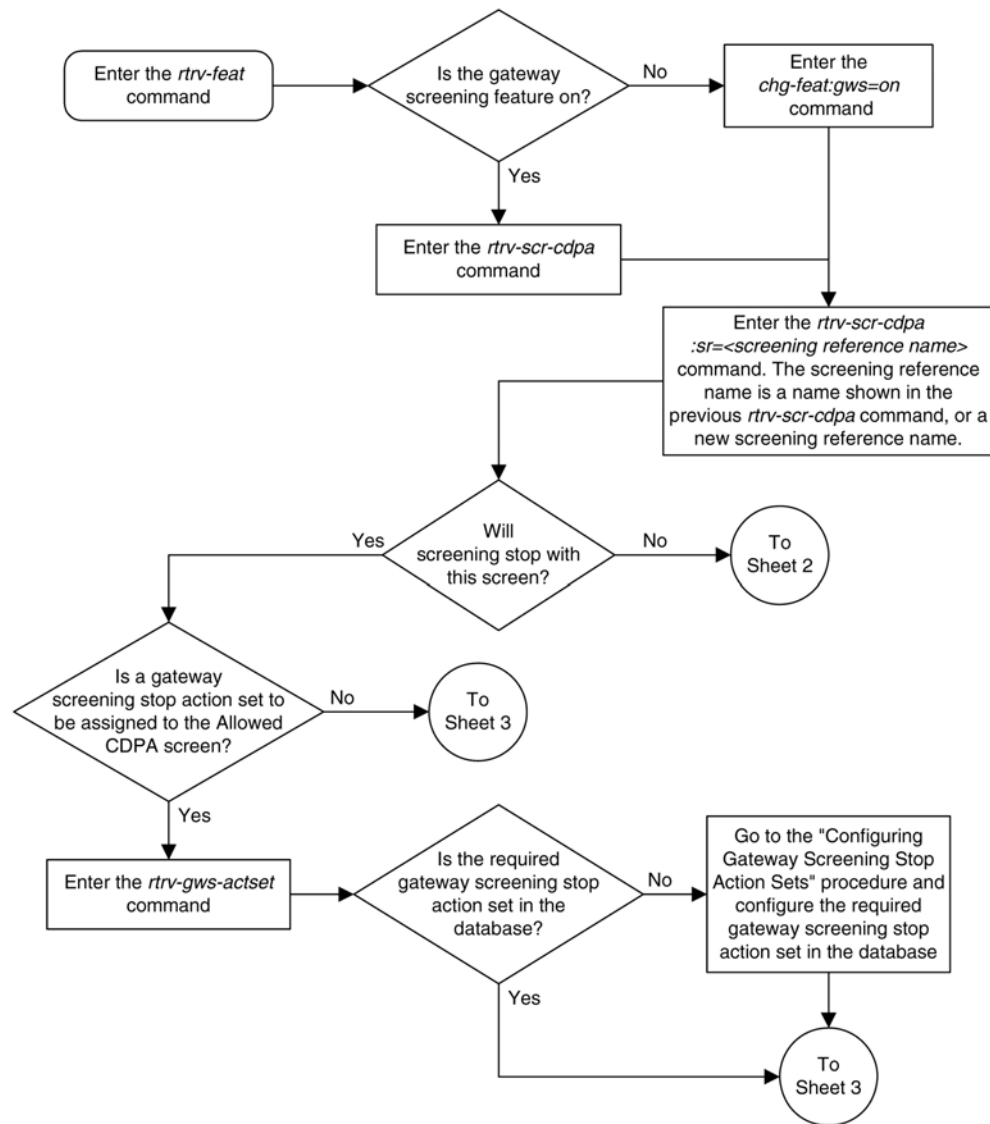 Enter the rtrv-feat
command
Is the gateway
screening feature on?
No
Enter the
chg-feat:gws=on
command
Yes
Enter the rtrv-scr-cdpa
command
Enter the rtrv-scr-cdpa
:sr=<screening reference name>
command. The screening reference
name is a name shown in the
previous rtrv-scr-cdpa command, or a
new screening reference name.
Will
screening stop with
this screen?
Yes
No
To
Sheet 2
Is a gateway
screening stop action set to
be assigned to the Allowed
CDPA screen?
No
To
Sheet 3
Yes
Enter the rtrv-gws-actset
command
Is the required
gateway screening stop
action set in the
database?
No
Go to the "Configuring
Gateway Screening Stop
Action Sets" procedure and
configure the required
gateway screening stop
action set in the database
Yes
To
Sheet 3